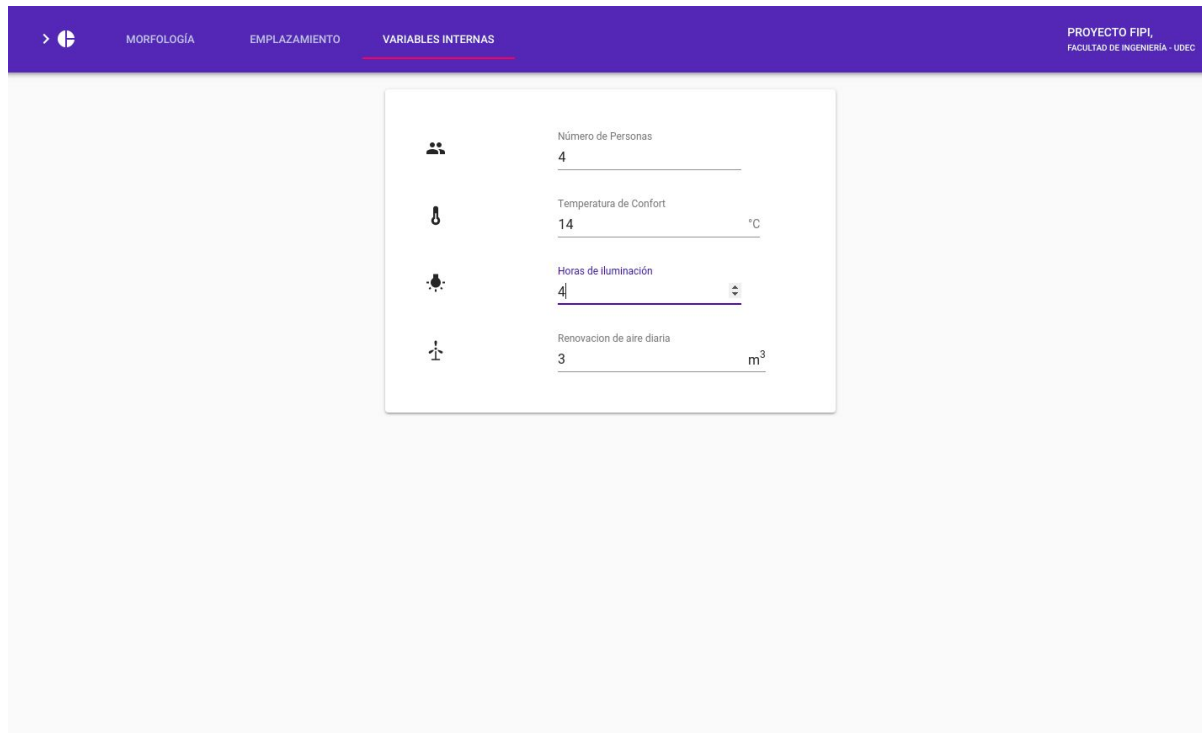 MORFOLOGÍA
EMPLAZAMIENTO
VARIABLES INTERNAS
PROYECTO FIPI,
FACULTAD DE INGENIERÍA - UDEC
Número de Personas
4
Temperatura de Confort
14 °C
Horas de iluminación
4
Renovacion de aire diaria
3 m³